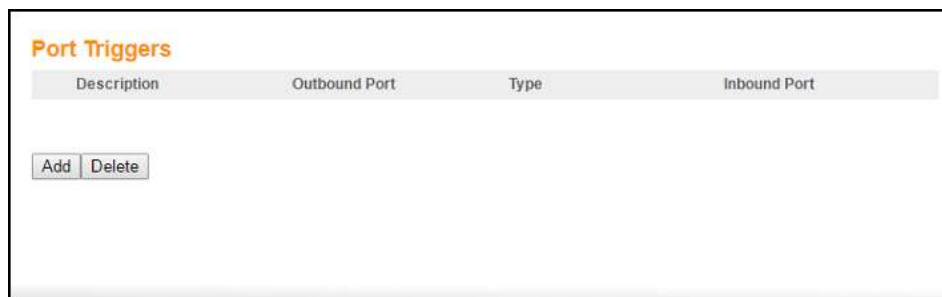 Port Triggers
Description Outbound Port Type Inbound Port
Add Delete